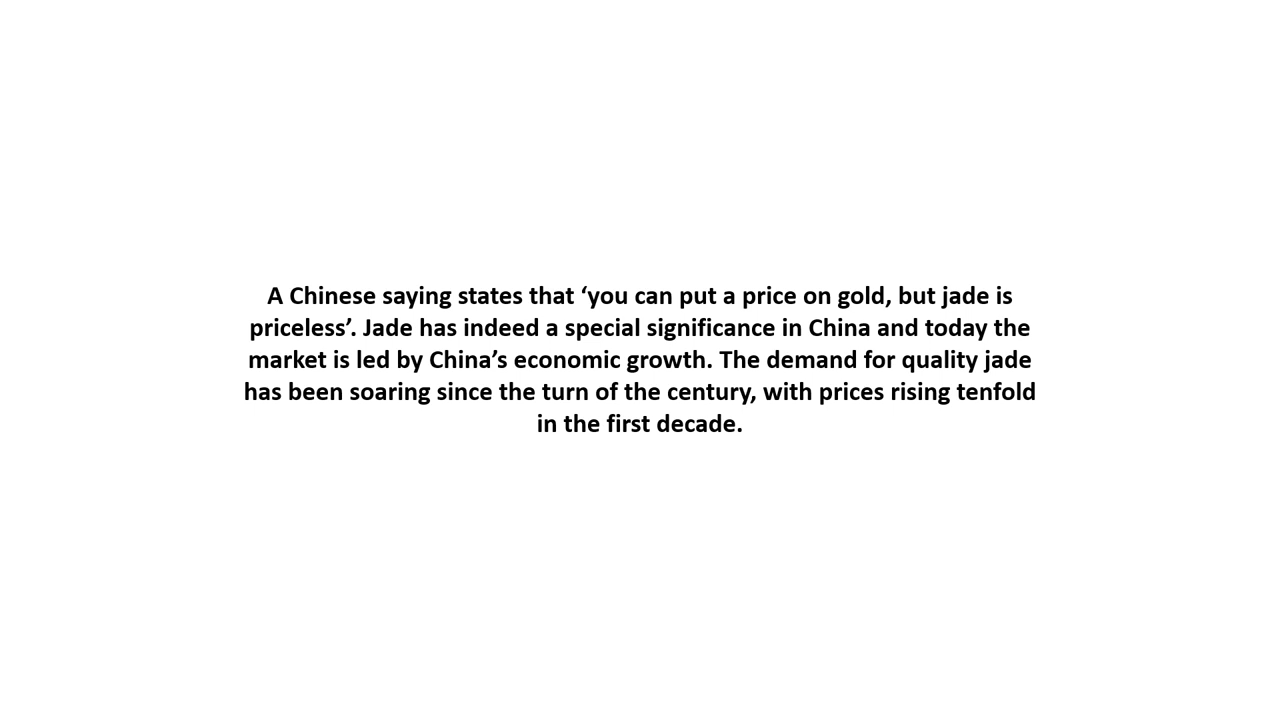 A Chinese saying states that ‘you can put a price on gold, but jade is
priceless’. Jade has indeed a special significance in China and today the
market is led by China’s economic growth. The demand for quality jade
has been soaring since the turn of the century, with prices rising tenfold
in the first decade.